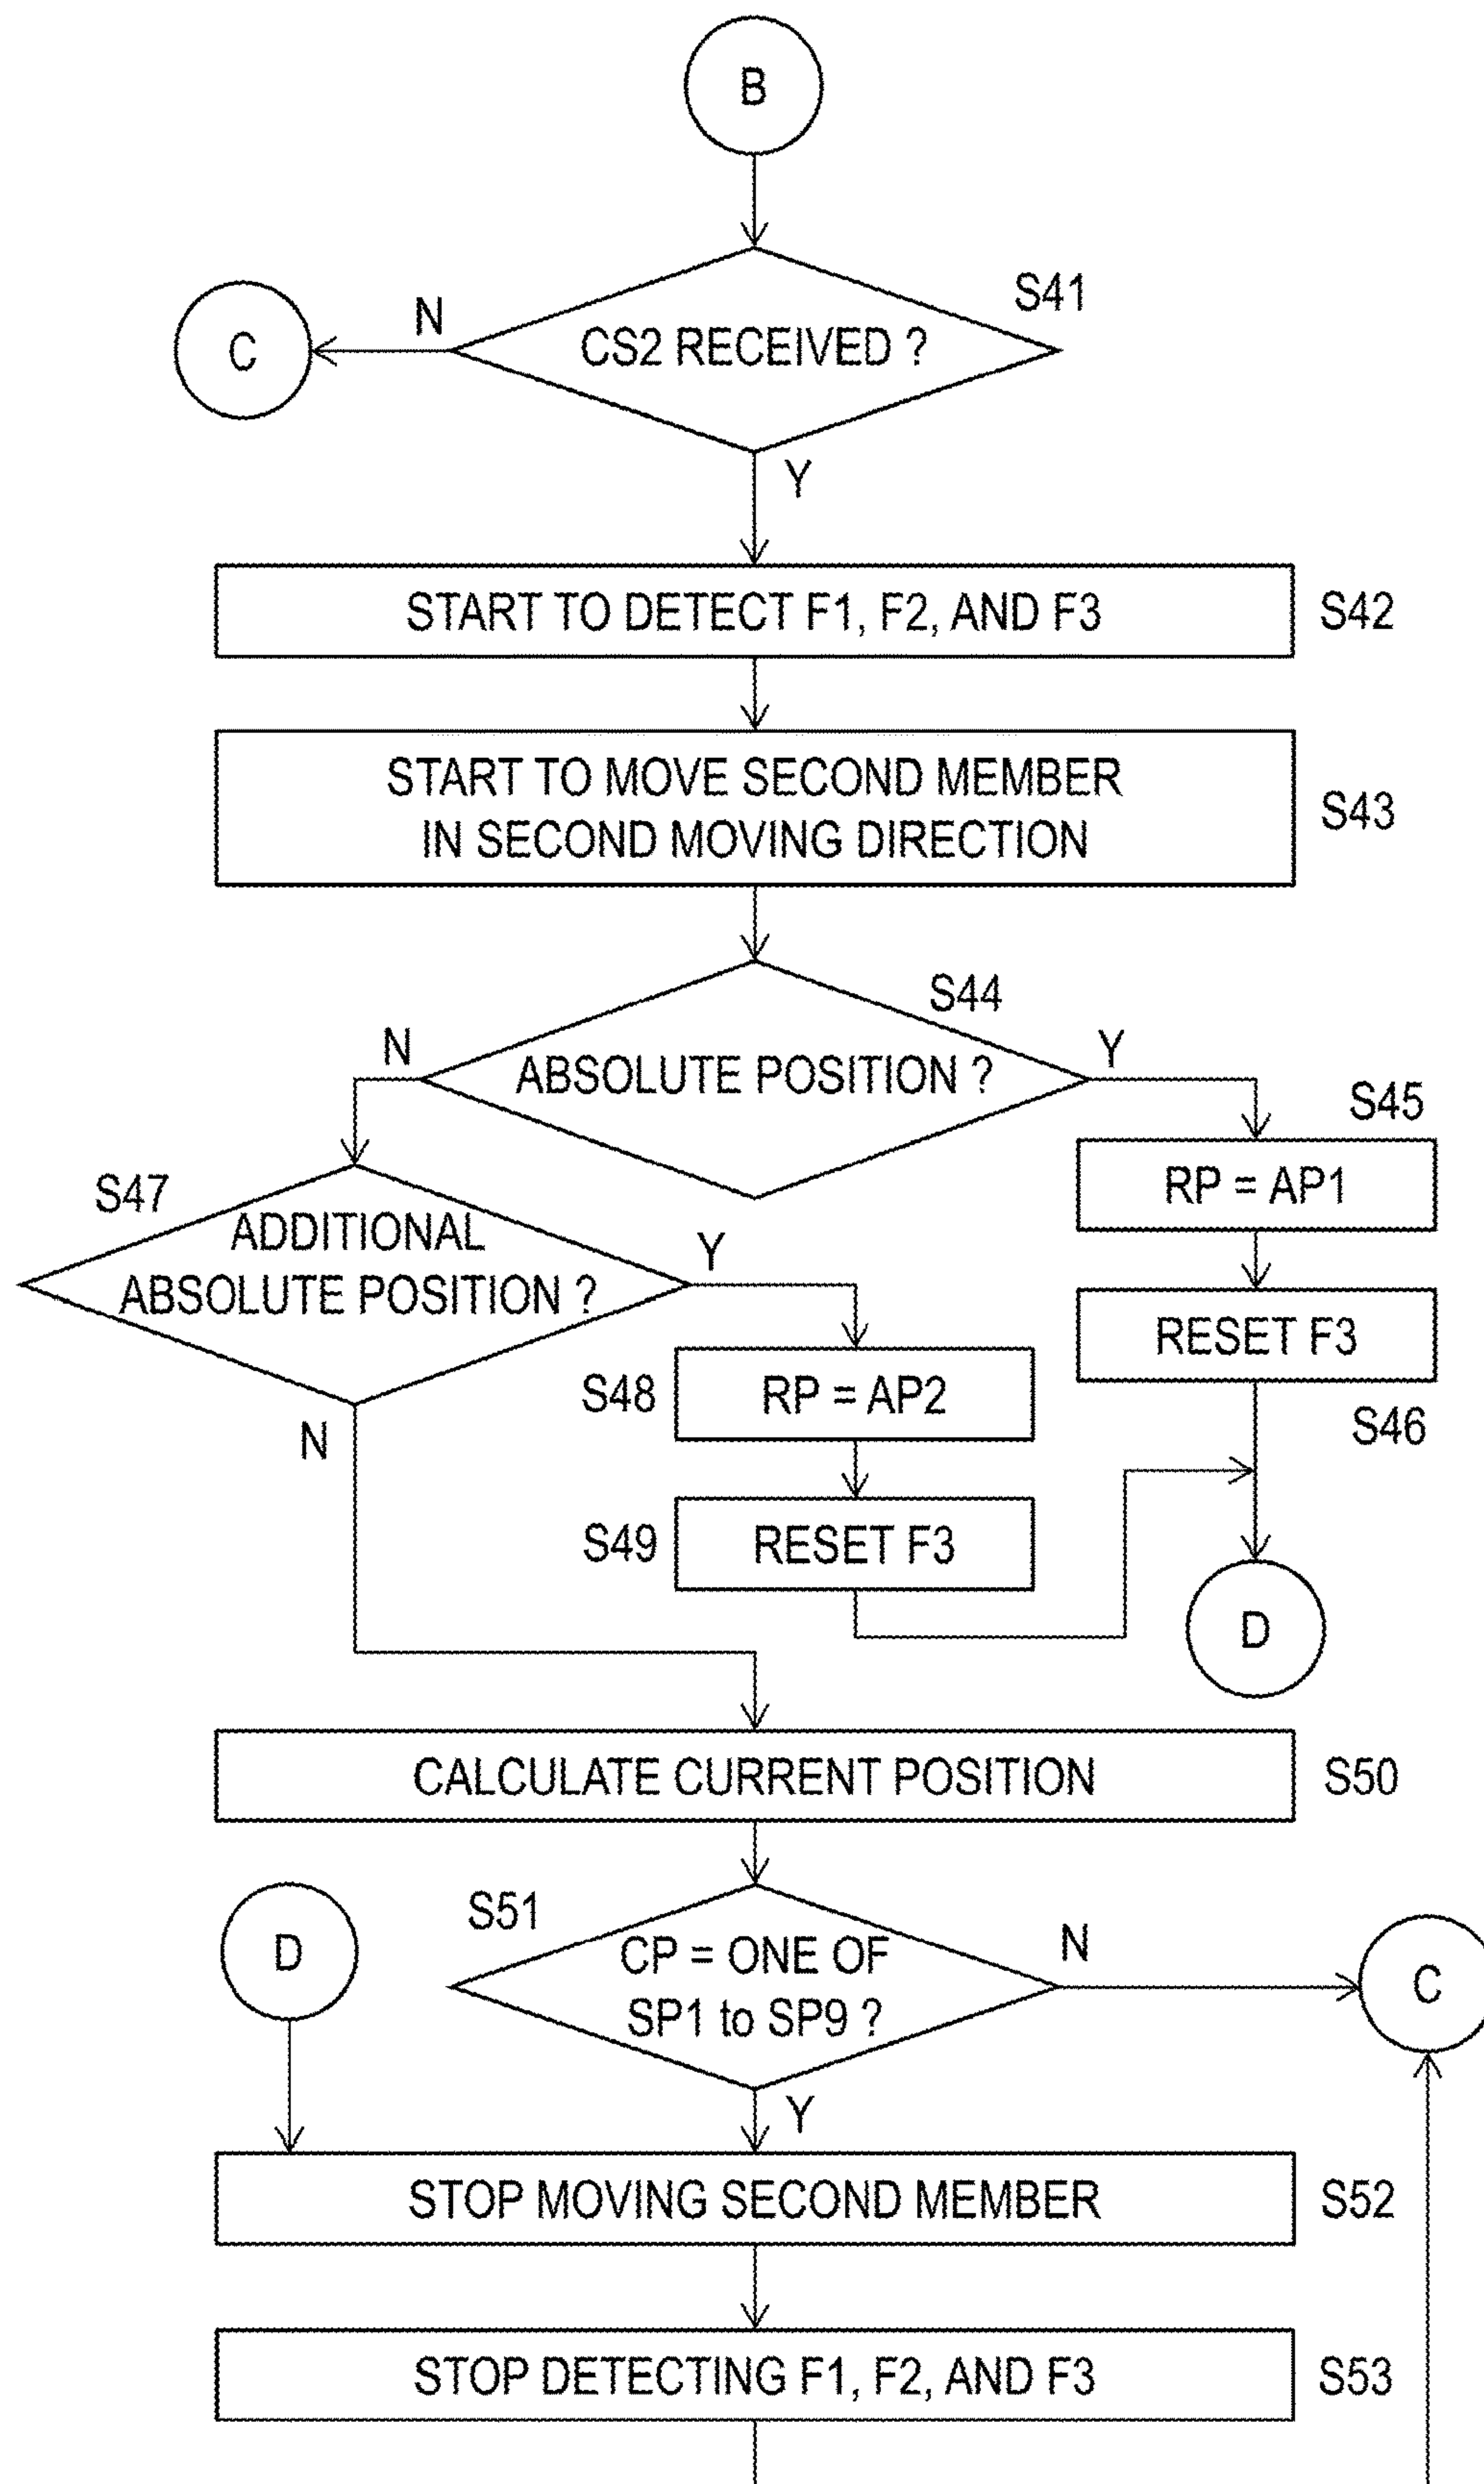 B
S41
N
C
CS2 RECEIVED ?
Y
START TO DETECT F1, F2, AND F3
S42
START TO MOVE SECOND MEMBER
IN SECOND MOVING DIRECTION
S43
S44
N
ABSOLUTE POSITION ?
Y
S45
RP = AP1
S47
ADDITIONAL
ABSOLUTE POSITION ?
Y
RESET F3
S46
S48
RP = AP2
N
S49
RESET F3
D
CALCULATE CURRENT POSITION
S50
D
S51
CP = ONE OF
SP1 to SP9 ?
N
C
Y
STOP MOVING SECOND MEMBER
S52
STOP DETECTING F1, F2, AND F3
S53